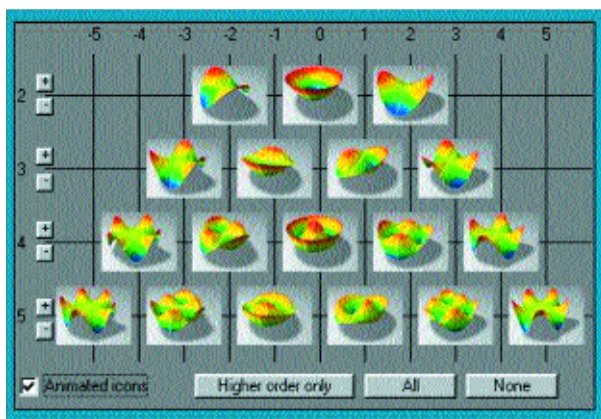 -5 -4 -3 -2 -1 0 1 2 3 4 5
2 + -
3 + -
4 + -
5 + -
Animated icons Higher order only All None